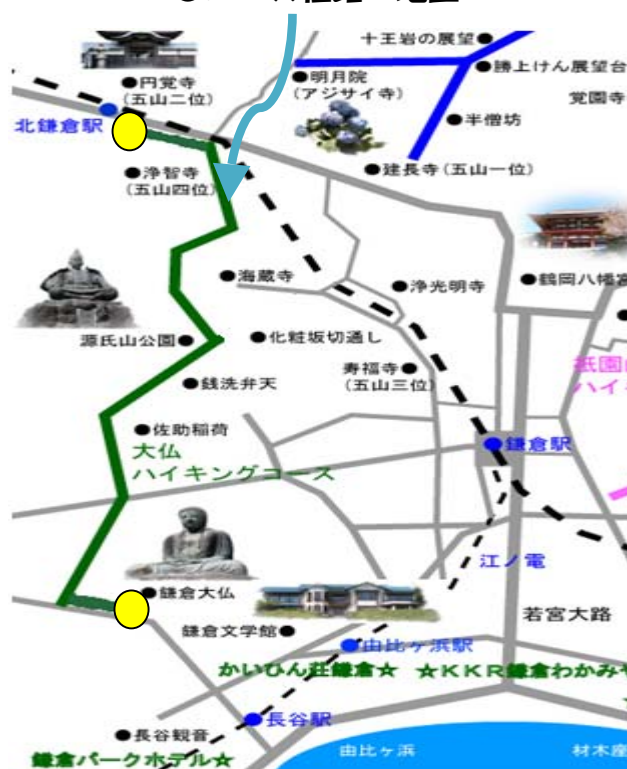 十王岩の展望●
●円覚寺
(五山二位)
●明月院
(アジサイ寺)
●勝上けん展望台
覚園寺
北鎌倉駅
●半僧坊
●浄智寺
(五山四位)
●建長寺(五山一位)
●海蔵寺
●浄光明寺
●鶴岡八幡宮
源氏山公園●
●化粧坂切通し
寿福寺●
(五山三位)
祇園山
ハイキ
●銭洗弁天
●佐助稲荷
大仏
ハイキングコース
鎌倉駅
●鎌倉大仏
江ノ電
若宮大路
鎌倉文学館●
由比ヶ浜駅
かいひん荘鎌倉☆ ☆KKR鎌倉わかみや
長谷駅
●長谷観音
鎌倉パークホテル☆
由比ヶ浜
材木座